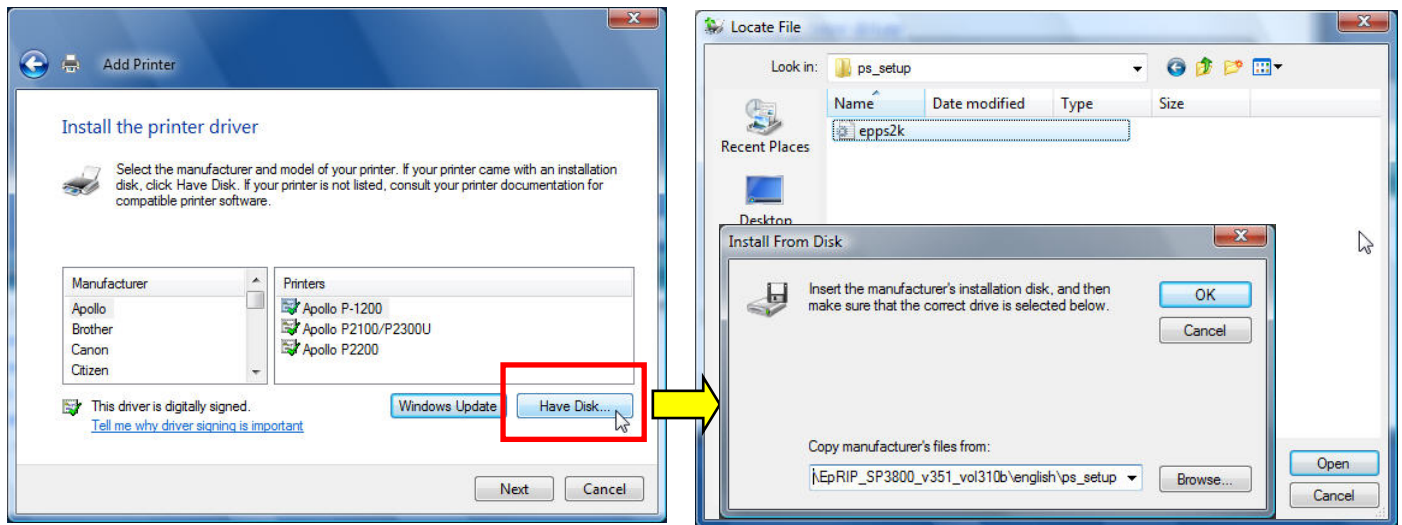 Add Printer
Install the printer driver
Select the manufacturer and model of your printer. If your printer came with an installation
disk, click Have Disk. If your printer is not listed, consult your printer documentation for
compatible printer software.
Manufacturer
Apollo
Brother
Canon
Citizen
Printers
Apollo P-1200
Apollo P2100/P2300U
Apollo P2200
This driver is digitally signed.
Tell me why driver signing is important
Windows Update
Have Disk...
Next
Cancel
Locate File
Look in:
ps_setup
Name
Date modified
Type
Size
epps2k
Recent Places
Desktop
Install From Disk
Insert the manufacturer's installation disk, and then
make sure that the correct drive is selected below.
OK
Cancel
Copy manufacturer's files from:
\EpRIP_SP3800_v351_vol310b\english\ps_setup
Browse...
Open
Cancel